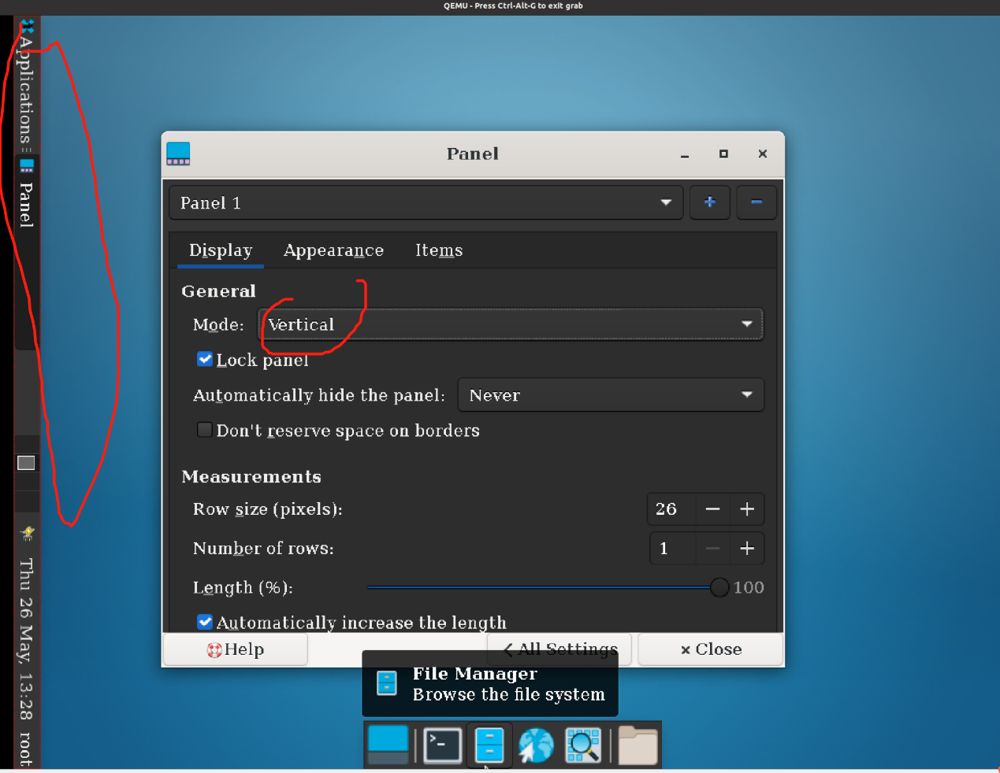 QEMU - Press Ctrl-Alt-G to exit grab
Applications
Panel
Thu 26 May, 13:28
root
Panel
Panel 1
Display Appearance Items
General
Mode: Vertical
Lock panel
Automatically hide the panel: Never
Don't reserve space on borders
Measurements
Row size (pixels): 26
Number of rows: 1
Length (%): 100
Automatically increase the length
Help All Settings Close
File Manager
Browse the file system